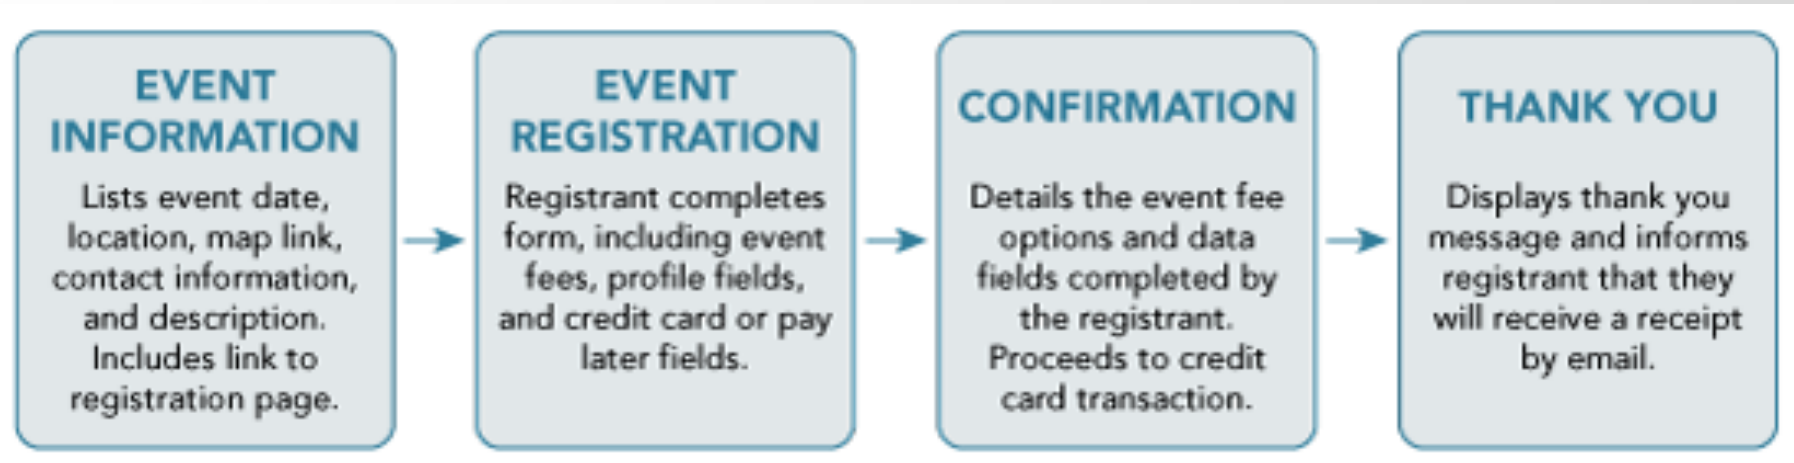 EVENT
INFORMATION
Lists event date,
location, map link,
contact information,
and description.
Includes link to
registration page.
EVENT
REGISTRATION
Registrant completes
form, including event
fees, profile fields,
and credit card or pay
later fields.
CONFIRMATION
Details the event fee
options and data
fields completed by
the registrant.
Proceeds to credit
card transaction.
THANK YOU
Displays thank you
message and informs
registrant that they
will receive a receipt
by email.